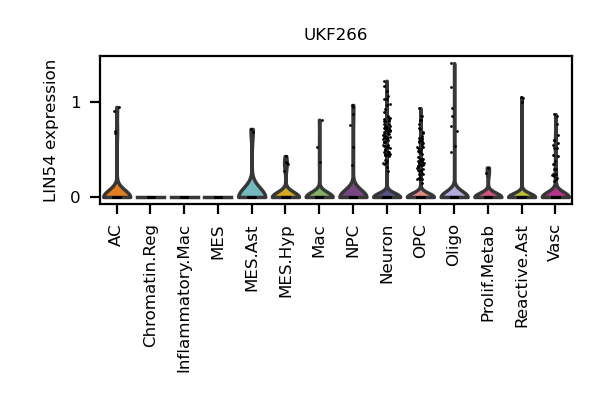 UKF266
LIN54 expression
1
0
AC
Chromatin.Reg
Inflammatory.Mac
MES
MES.Ast
MES.Hyp
Mac
NPC
Neuron
OPC
Oligo
Prolif.Metab
Reactive.Ast
Vasc